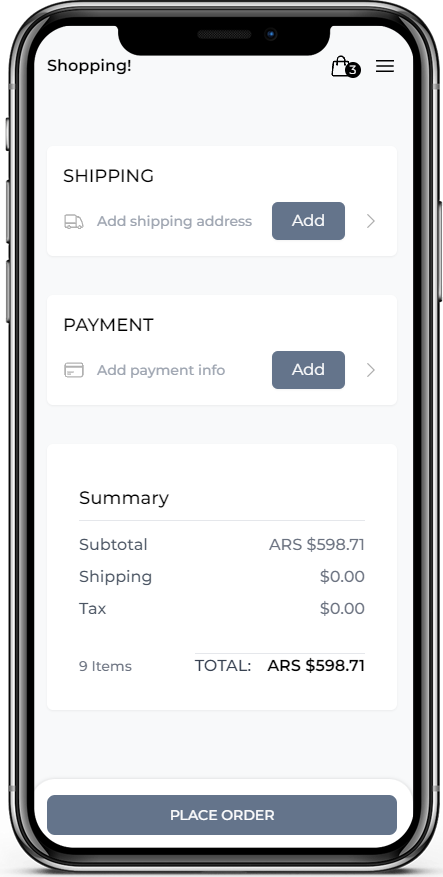 Shopping!
3
SHIPPING
Add shipping address Add
PAYMENT
Add payment info Add
Summary
Subtotal ARS $598.71
Shipping $0.00
Tax $0.00
9 Items TOTAL: ARS $598.71
PLACE ORDER